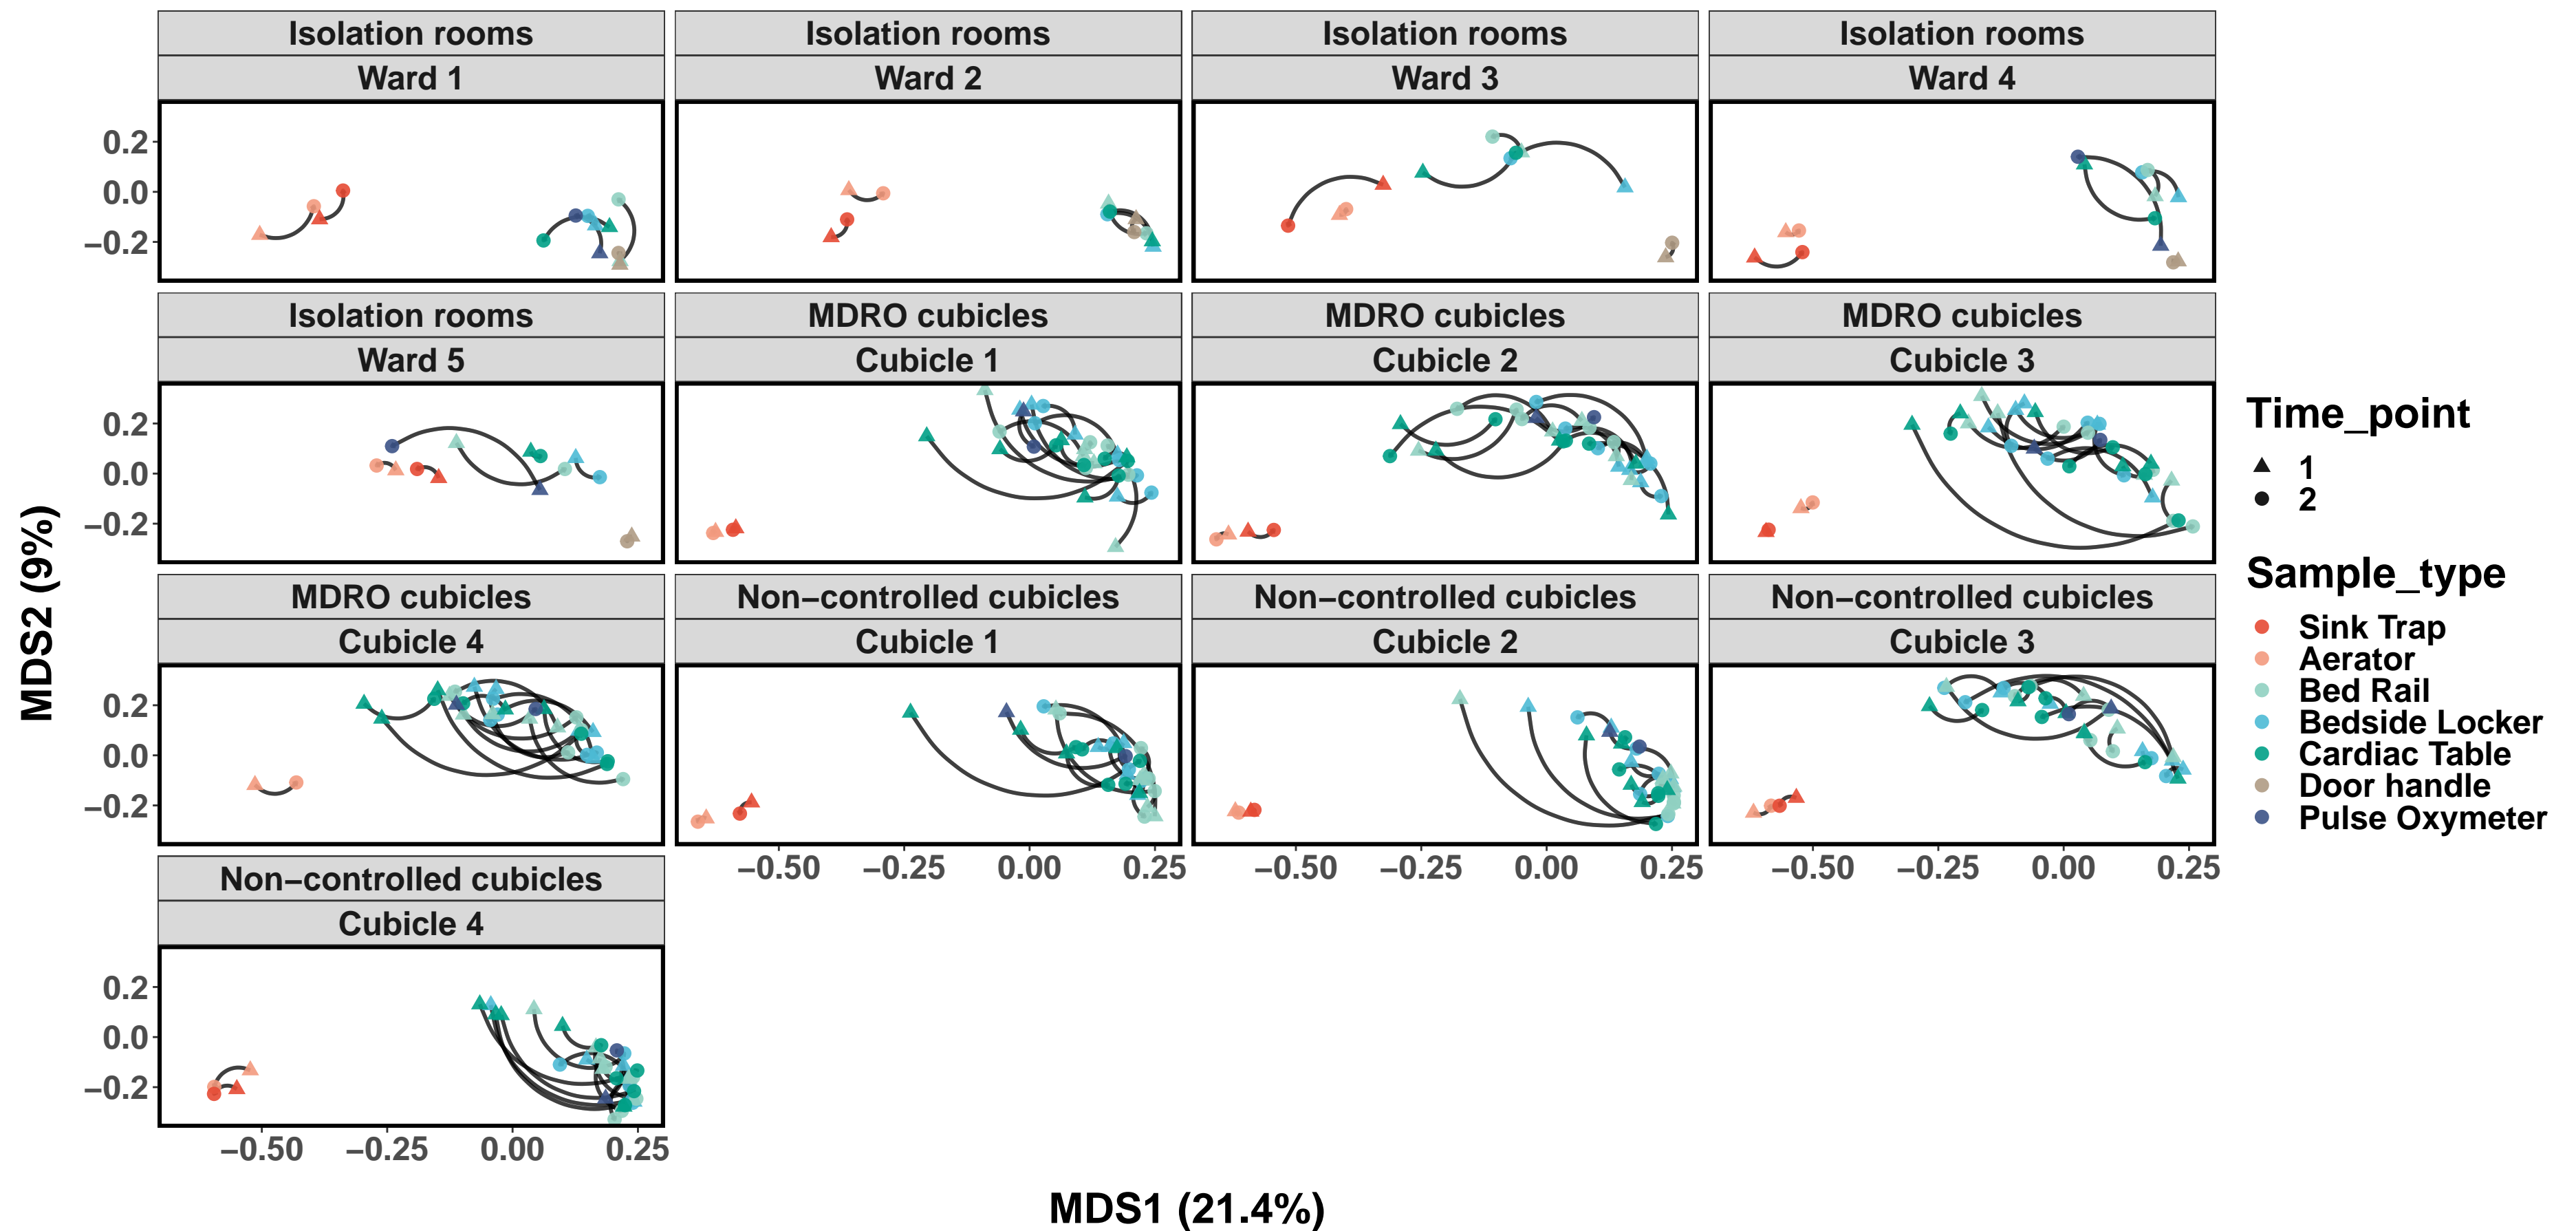 Isolation rooms
Ward 1
Isolation rooms
Ward 2
Isolation rooms
Ward 3
Isolation rooms
Ward 4
0.2
0.0
−0.2
Isolation rooms
Ward 5
MDRO cubicles
Cubicle 1
MDRO cubicles
Cubicle 2
MDRO cubicles
Cubicle 3
0.2
0.0
−0.2
MDRO cubicles
Cubicle 4
Non−controlled cubicles
Cubicle 1
Non−controlled cubicles
Cubicle 2
Non−controlled cubicles
Cubicle 3
0.2
0.0
−0.2
−0.50 −0.25 0.00 0.25
−0.50 −0.25 0.00 0.25
−0.50 −0.25 0.00 0.25
Non−controlled cubicles
Cubicle 4
0.2
0.0
−0.2
−0.50 −0.25 0.00 0.25
MDS1 (21.4%)
MDS2 (9%)
Time_point
1
2
Sample_type
Sink Trap
Aerator
Bed Rail
Bedside Locker
Cardiac Table
Door handle
Pulse Oxymeter